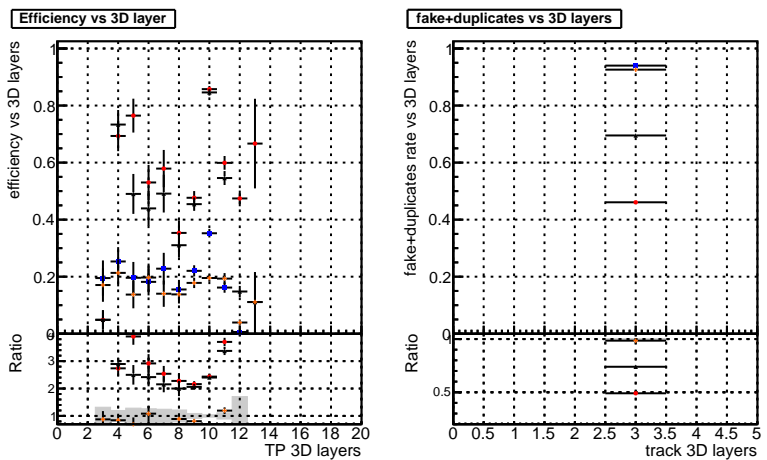 Efficiency vs 3D layer
efficiency vs 3D layers
1
0.8
0.6
0.4
0.2
0
Ratio
3
2
1
0 2 4 6 8 10 12 14 16 18 20
TP 3D layers
fake+duplicates vs 3D layers
fake+duplicates rate vs 3D layers
1
0.8
0.6
0.4
0.2
0
Ratio
1
0.5
0 0.5 1 1.5 2 2.5 3 3.5 4 4.5 5
track 3D layers